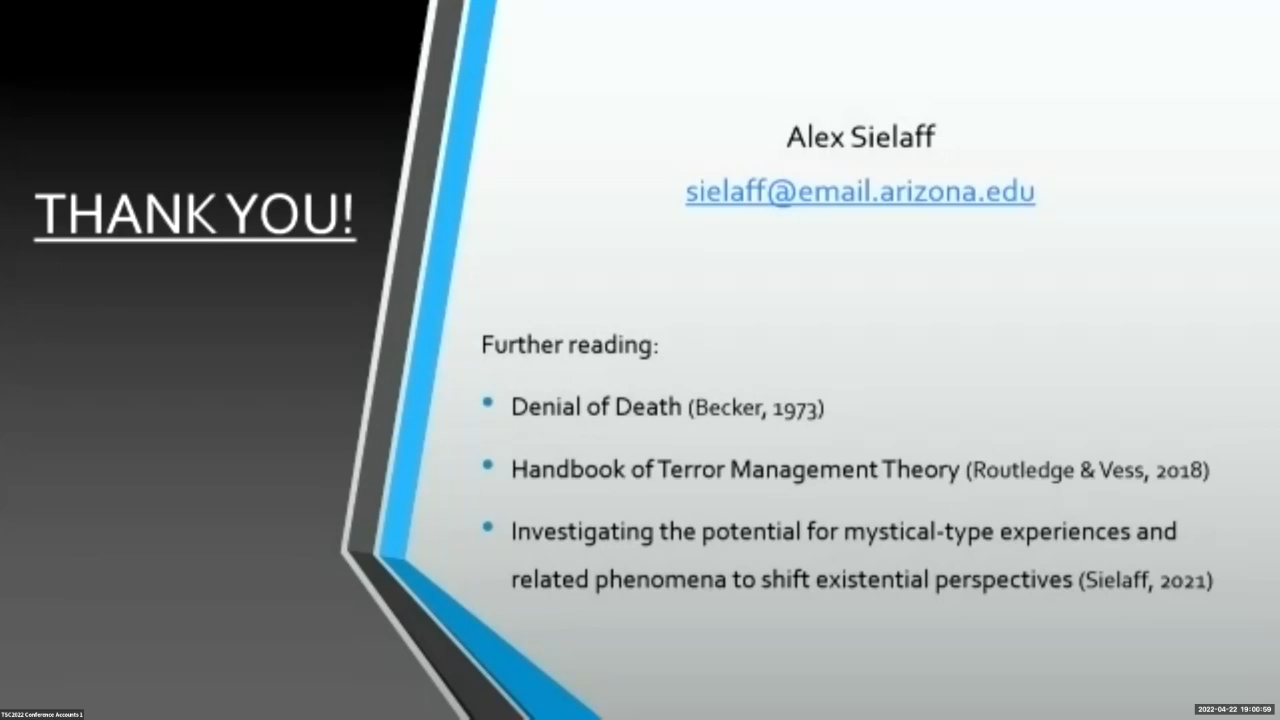 THANK YOU!
Alex Sielaff
sielaff@email.arizona.edu
Further reading:
• Denial of Death (Becker, 1973)
• Handbook of Terror Management Theory (Routledge & Vess, 2018)
• Investigating the potential for mystical-type experiences and
related phenomena to shift existential perspectives (Sielaff, 2021)
TSC2022 Conference Accounts 1
2022-04-22 19:00:59